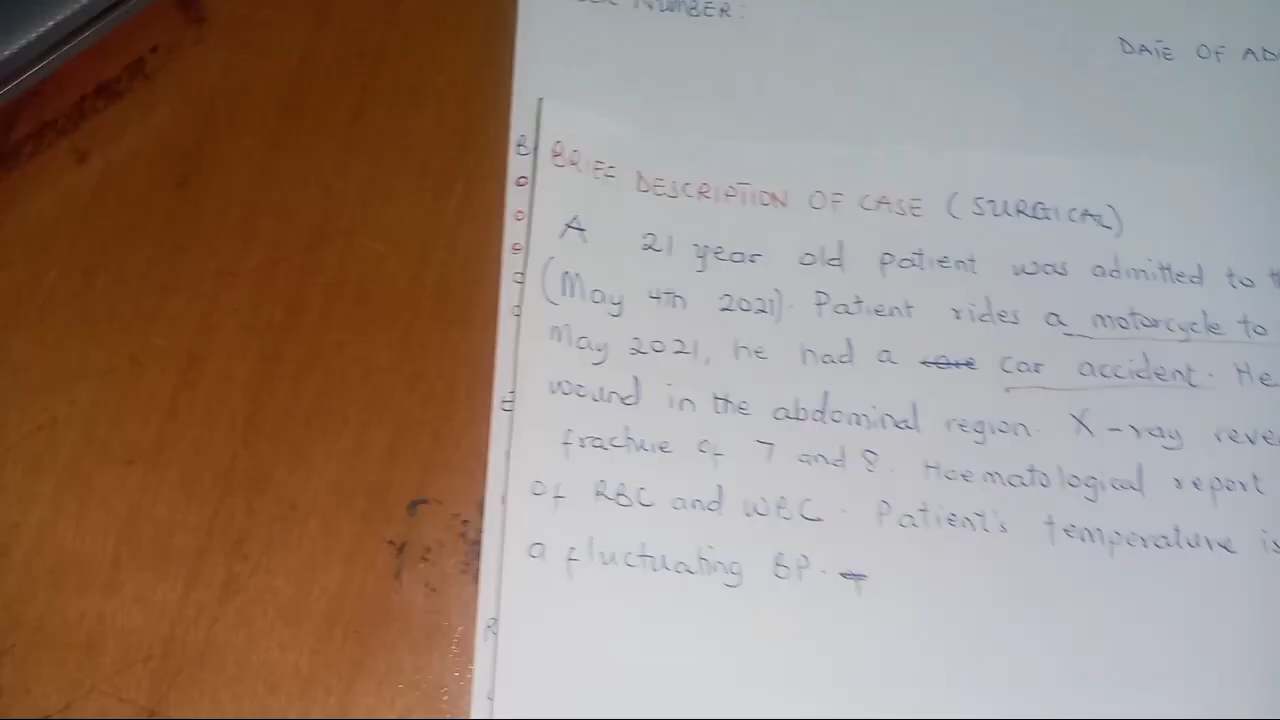 NUMBER:
DATE OF AD
BRIEF DESCRIPTION OF CASE (SURGICAL)
A 21 year old patient was admitted to
(May 4th 2021). Patient rides a motorcycle to
May 2021, he had a car accident. He
wound in the abdominal region. X-ray reve
fracture of 7 and 8. Haematological report
of RBC and WBC. Patient's temperature is
a fluctuating BP.